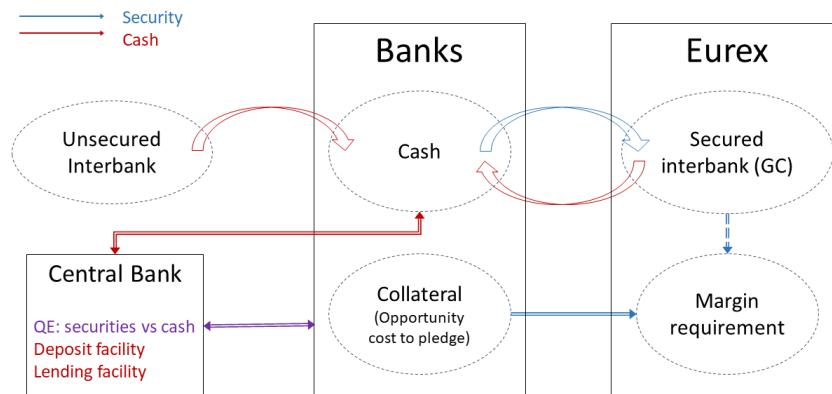 Security
Cash
Banks
Eurex
Unsecured
Interbank
Cash
Secured
interbank (GC)
Central Bank
QE: securities vs cash
Deposit facility
Lending facility
Collateral
(Opportunity
cost to pledge)
Margin
requirement